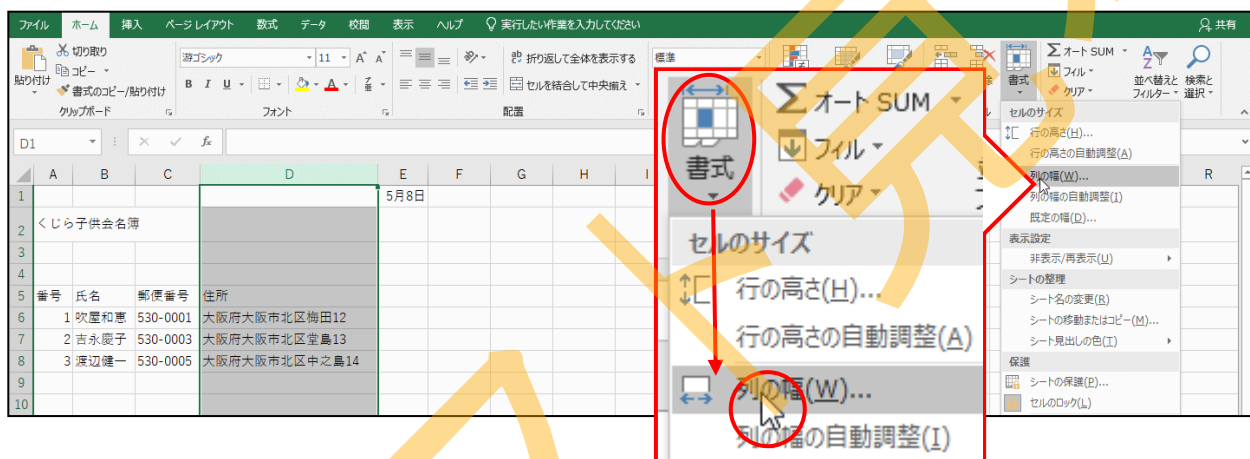 ファイル ホーム 挿入 ページレイアウト 数式 データ 校閲 表示 ヘルプ 実行したい作業を入力してください 共有
切り取り
コピー
書式のコピー/貼り付け
貼り付け
クリップボード
游ゴシック 11
B I U
フォント
折り返して全体を表示する
セルを結合して中央揃え
配置
標準
書式
オート SUM
フィル
クリア
並べ替えと
フィルター
検索と
選択
D1 fx
A B C D E F G H I R
1 5月8日
2 くじら子供会名簿
3
4
5 番号 氏名 郵便番号 住所
6 1 吹屋和恵 530-0001 大阪府大阪市北区梅田12
7 2 吉永慶子 530-0003 大阪府大阪市北区堂島13
8 3 渡辺健一 530-0005 大阪府大阪市北区中之島14
9
10
書式
オート SUM
フィル
クリア
セルのサイズ
行の高さ(H)...
行の高さの自動調整(A)
列の幅(W)...
列の幅の自動調整(I)
セルのサイズ
行の高さ(H)...
行の高さの自動調整(A)
列の幅(W)...
列の幅の自動調整(I)
既定の幅(D)...
表示設定
非表示/再表示(U)
シートの整理
シート名の変更(R)
シートの移動またはコピー(M)...
シート見出しの色(T)
保護
シートの保護(P)...
セルのロック(L)